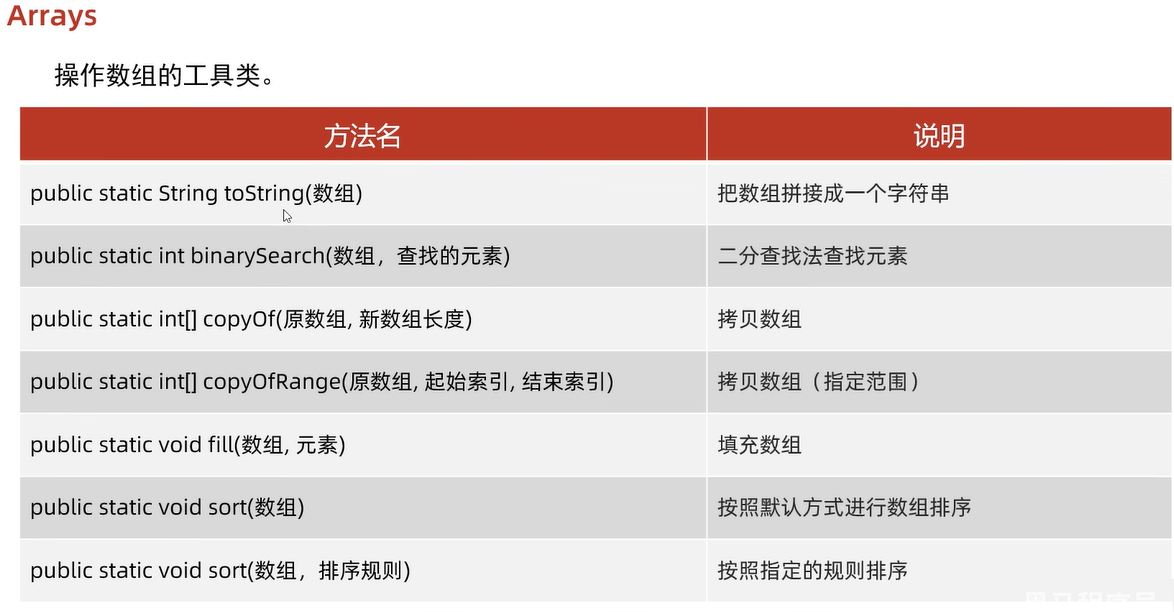 Arrays
操作数组的工具类。
方法名 说明
public static String toString(数组) 把数组拼接成一个字符串
public static int binarySearch(数组，查找的元素) 二分查找法查找元素
public static int[] copyOf(原数组, 新数组长度) 拷贝数组
public static int[] copyOfRange(原数组, 起始索引, 结束索引) 拷贝数组（指定范围）
public static void fill(数组, 元素) 填充数组
public static void sort(数组) 按照默认方式进行数组排序
public static void sort(数组，排序规则) 按照指定的规则排序